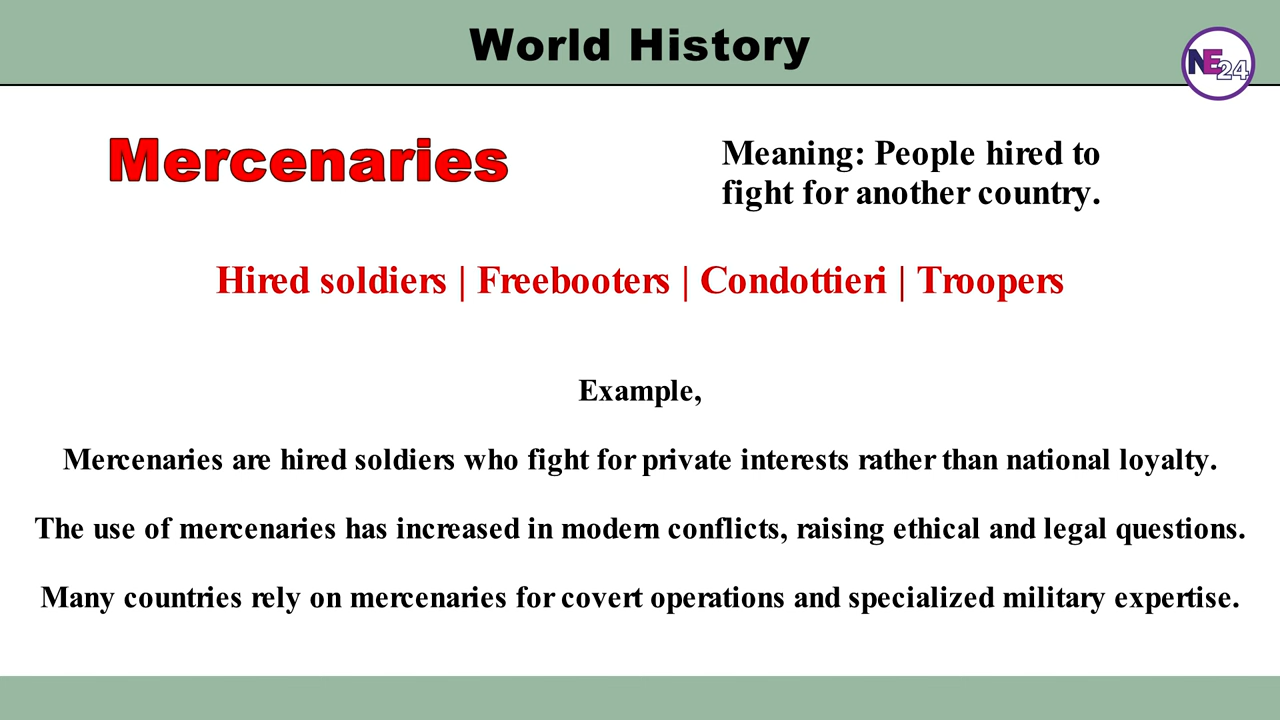 World History
NE24
Mercenaries
Meaning: People hired to
fight for another country.
Hired soldiers | Freebooters | Condottieri | Troopers
Example,
Mercenaries are hired soldiers who fight for private interests rather than national loyalty.
The use of mercenaries has increased in modern conflicts, raising ethical and legal questions.
Many countries rely on mercenaries for covert operations and specialized military expertise.